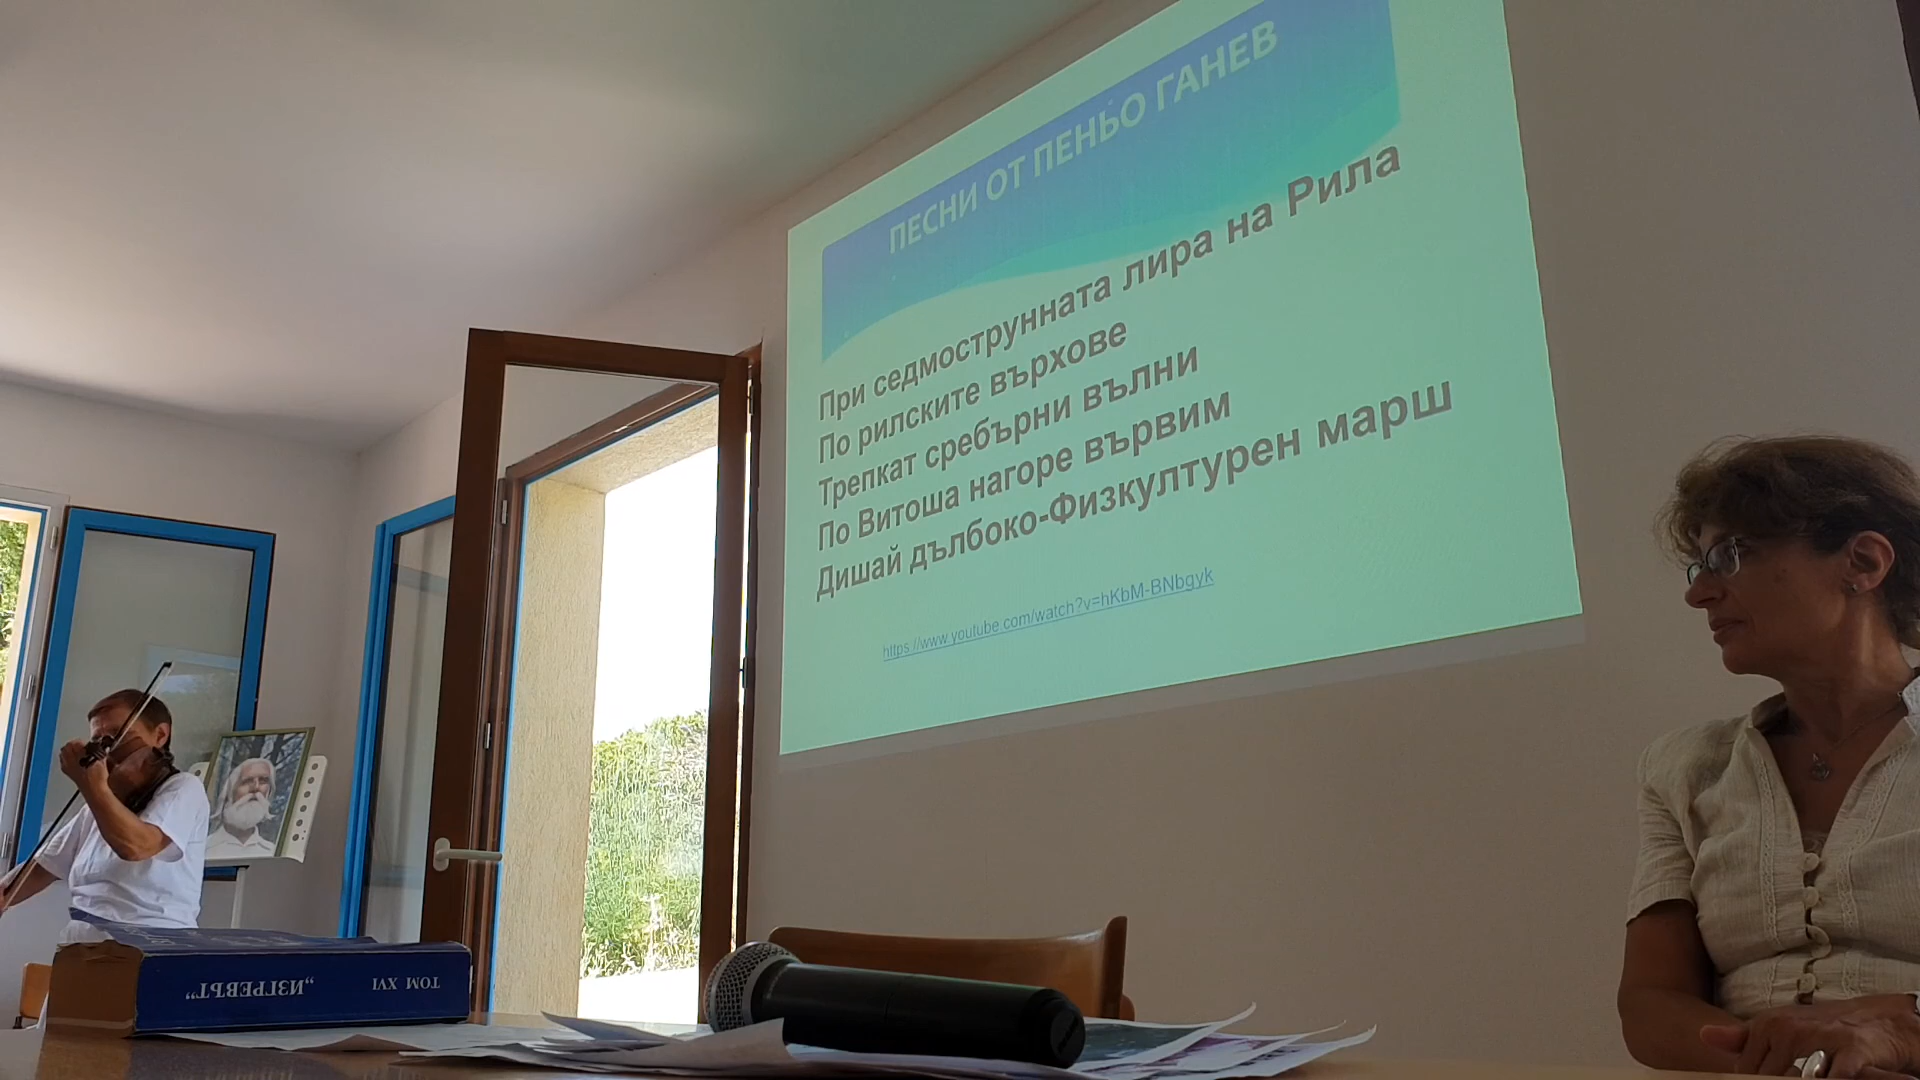 ПЕСНИ ОТ ПЕНЬО ГАНЕВ
При седмострунната лира на Рила
По рилските върхове
Трепкат сребърни вълни
По Витоша нагоре вървим
Дишай дълбоко-Физкултурен марш
https://www.youtube.com/watch?v=hKbM-BNbgyk
ТОМ XVI
„ИЗГРЕВЪТ“